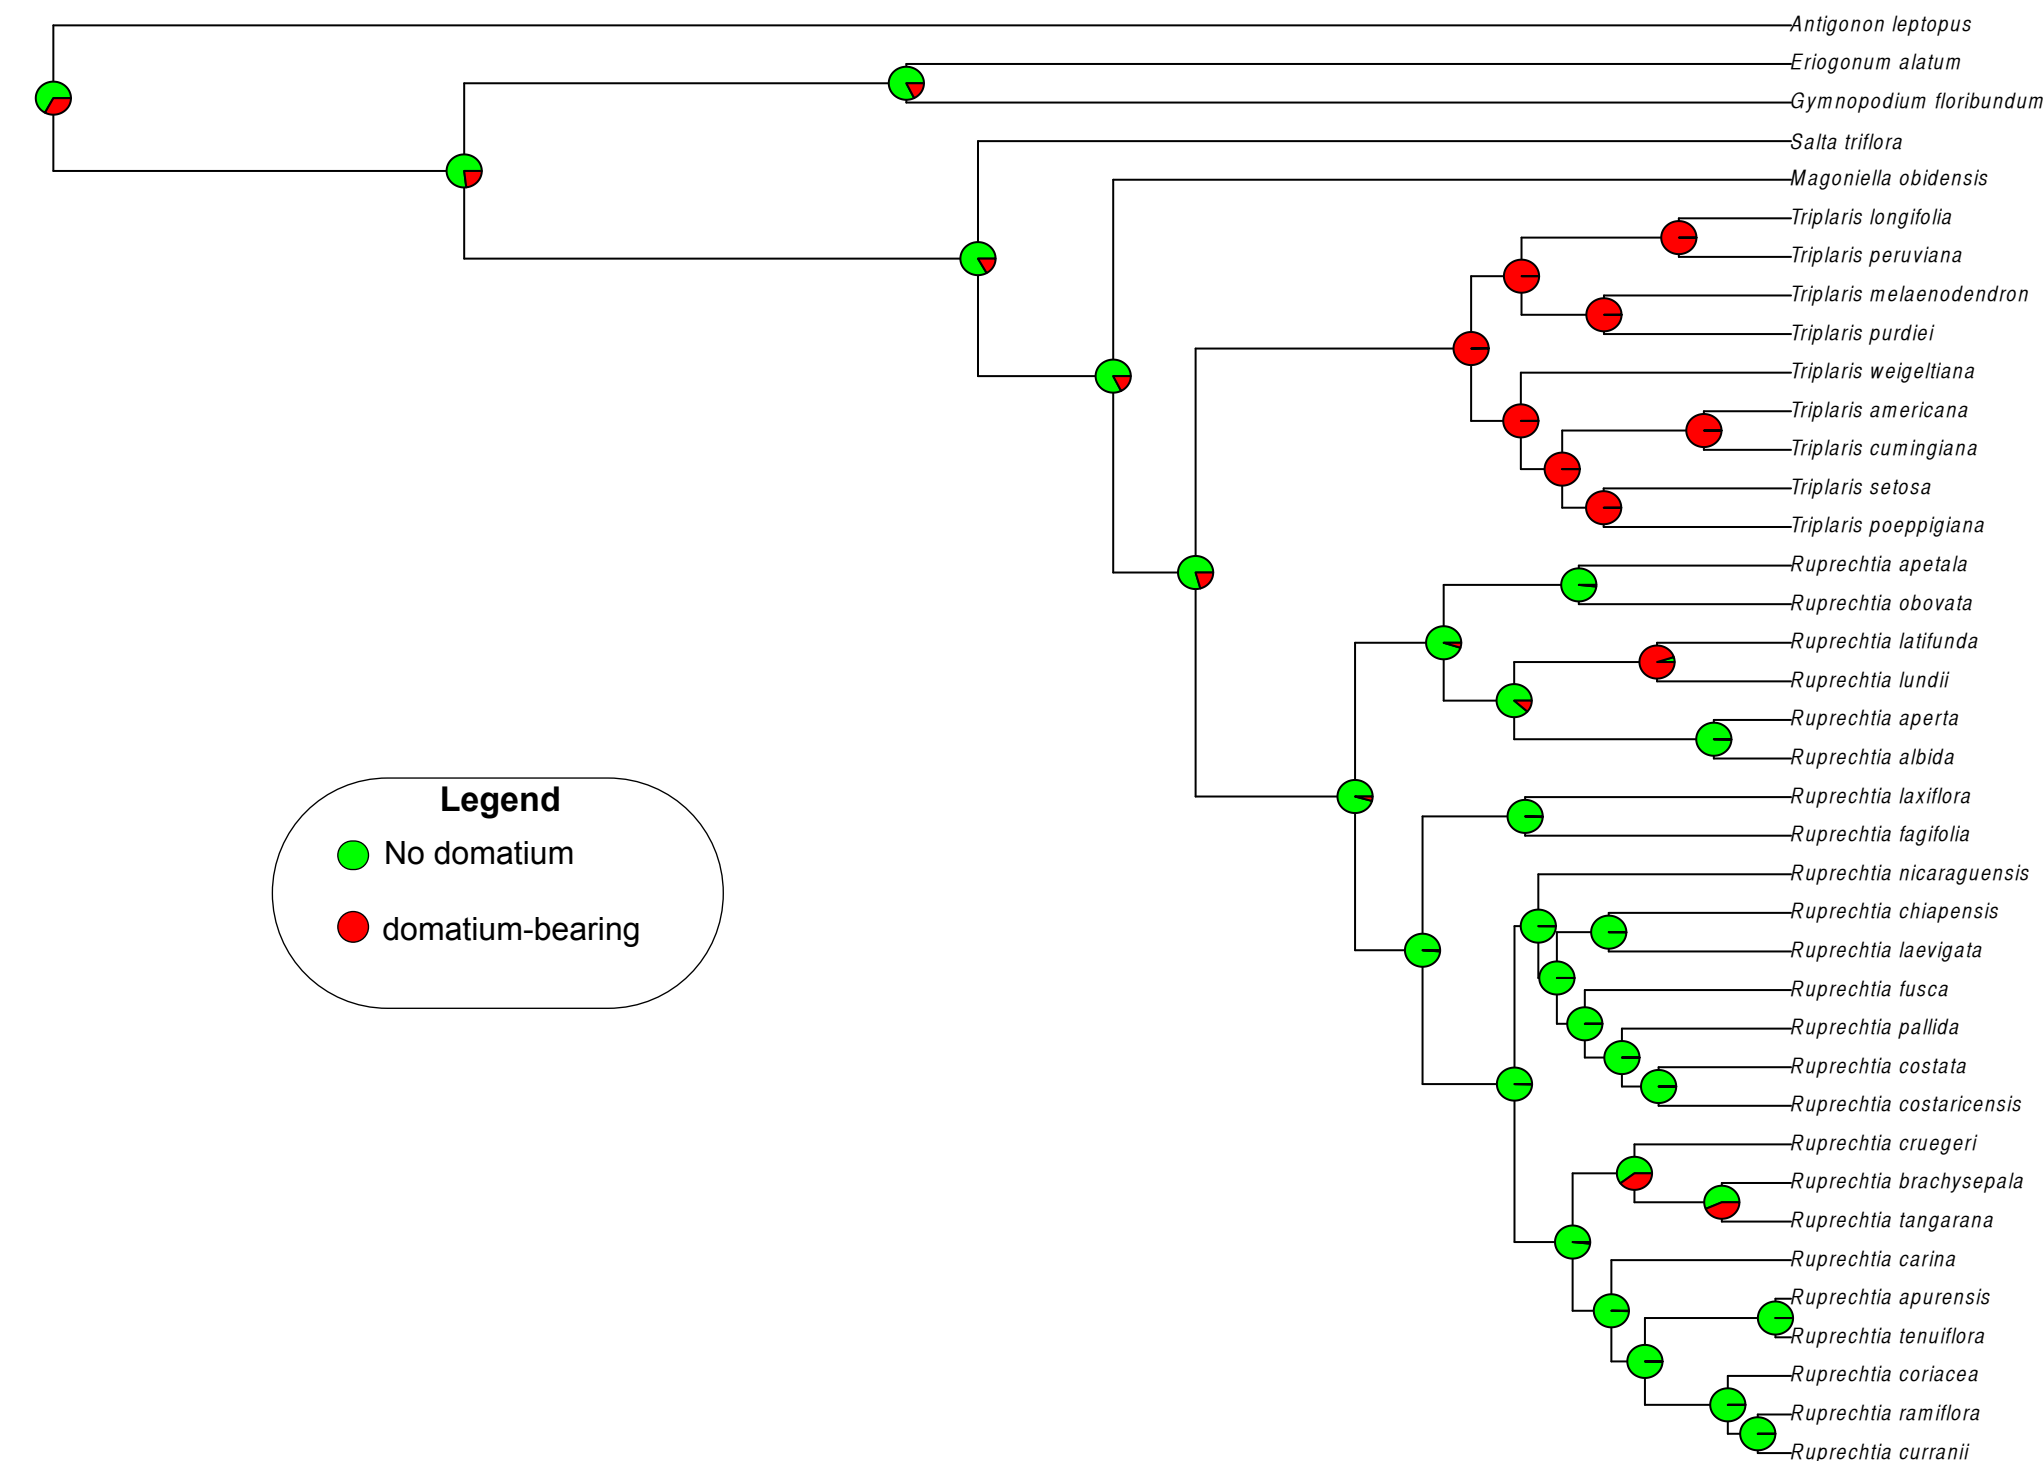 Antigonon leptopus
Eriogonum alatum
Gymnopodium floribundum
Salta triflora
Magoniella obidensis
Triplaris longifolia
Triplaris peruviana
Triplaris melaenodendron
Triplaris purdiei
Triplaris weigeltiana
Triplaris americana
Triplaris cumingiana
Triplaris setosa
Triplaris poeppigiana
Ruprechtia apetala
Ruprechtia obovata
Ruprechtia latifunda
Ruprechtia lundii
Ruprechtia aperta
Ruprechtia albida
Ruprechtia laxiflora
Ruprechtia fagifolia
Ruprechtia nicaraguensis
Ruprechtia chiapensis
Ruprechtia laevigata
Ruprechtia fusca
Ruprechtia pallida
Ruprechtia costata
Ruprechtia costaricensis
Ruprechtia cruegeri
Ruprechtia brachysepala
Ruprechtia tangarana
Ruprechtia carina
Ruprechtia apurensis
Ruprechtia tenuiflora
Ruprechtia coriacea
Ruprechtia ramiflora
Ruprechtia curranii
Legend
No domatium
domatium-bearing